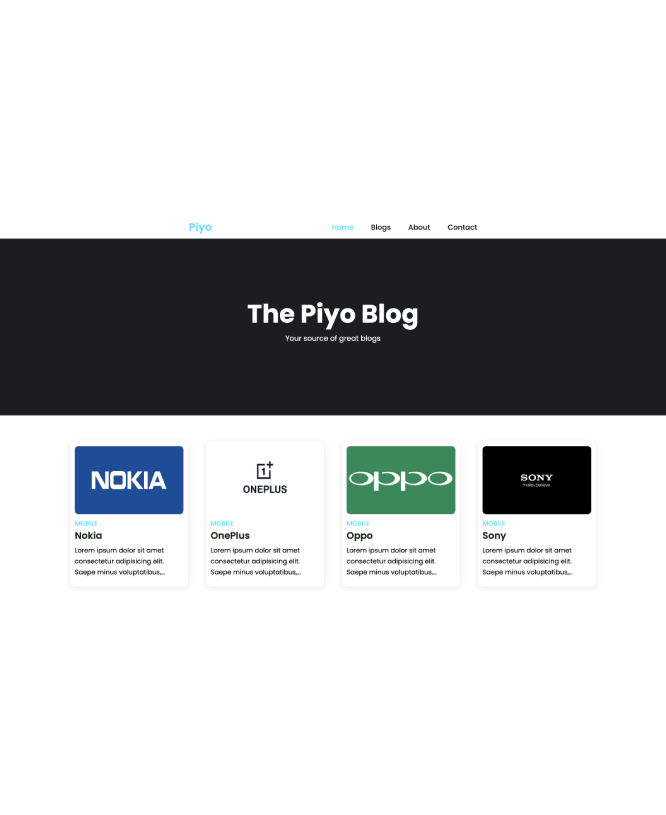 Piyo
Home Blogs About Contact
The Piyo Blog
Your source of great blogs
NOKIA
MOBILE
Nokia
Lorem ipsum dolor sit amet
consectetur adipisicing elit.
Saepe minus voluptatibus,...
1+
ONEPLUS
MOBILE
OnePlus
Lorem ipsum dolor sit amet
consectetur adipisicing elit.
Saepe minus voluptatibus,...
oppo
MOBILE
Oppo
Lorem ipsum dolor sit amet
consectetur adipisicing elit.
Saepe minus voluptatibus,...
SONY
make.believe
MOBILE
Sony
Lorem ipsum dolor sit amet
consectetur adipisicing elit.
Saepe minus voluptatibus,...